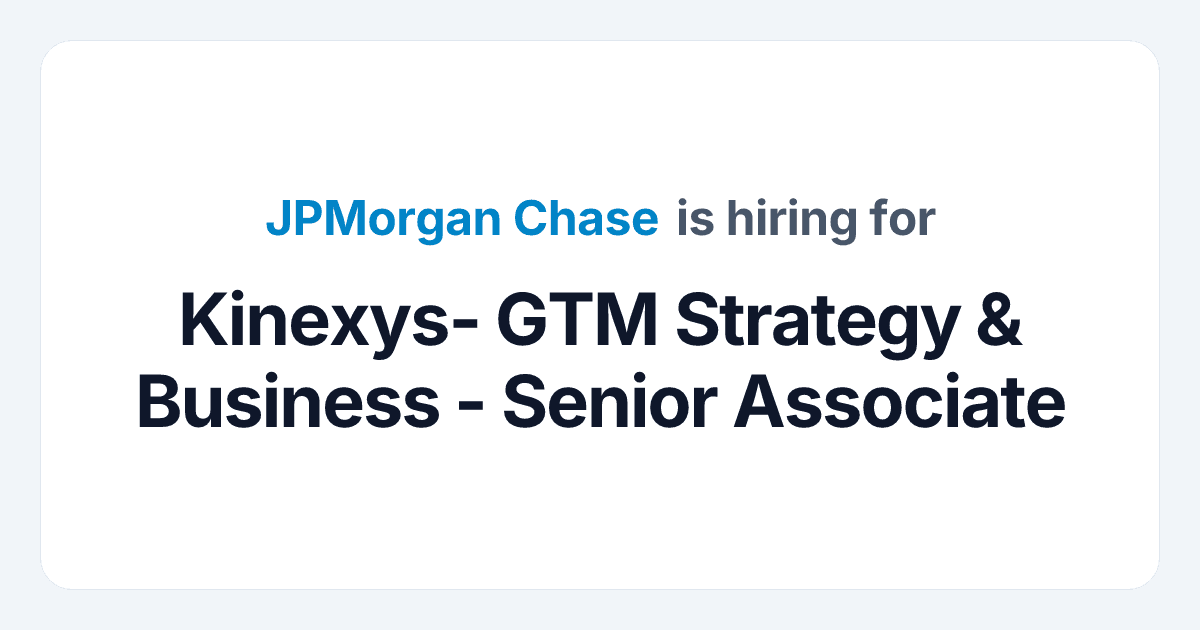 JPMorgan Chase is hiring for
Kinexys- GTM Strategy &
Business - Senior Associate